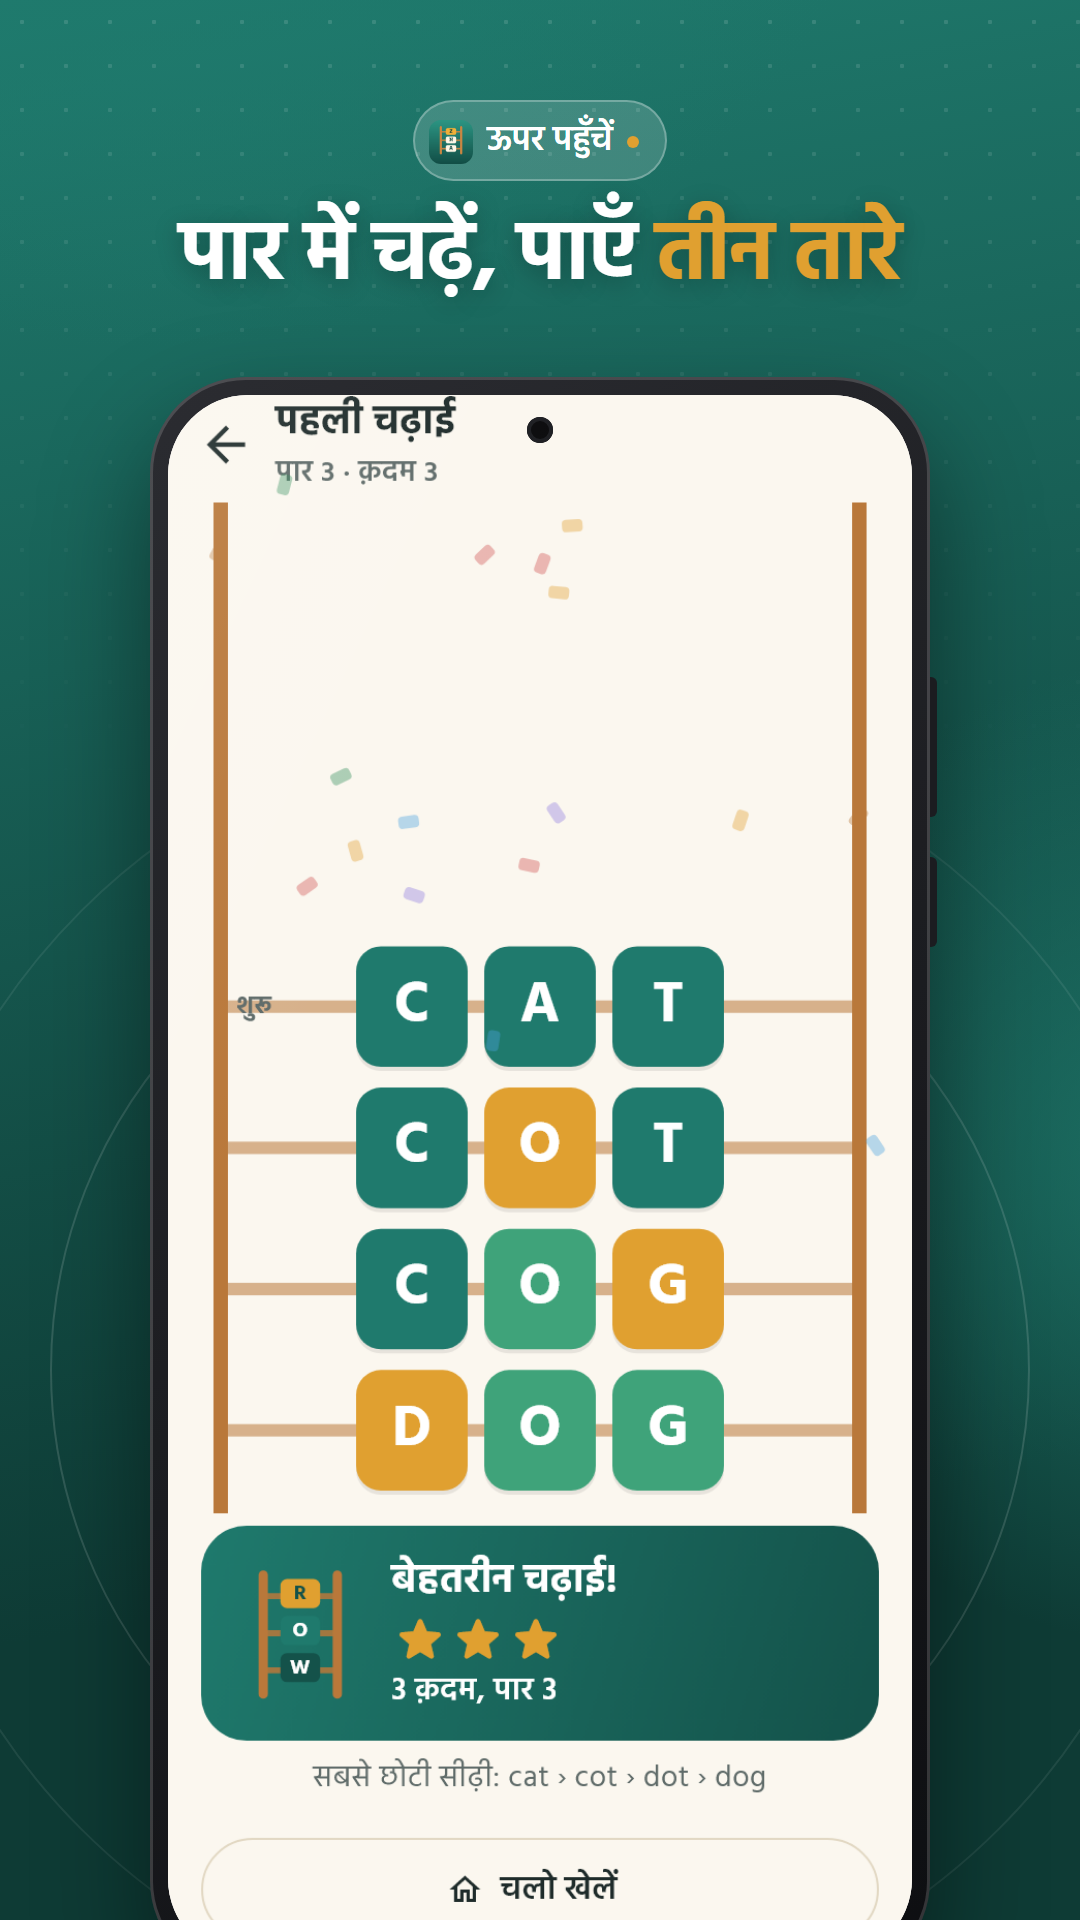 ऊपर पहुँचें
पार में चढ़ें, पाएँ तीन तारे
पहली चढ़ाई
पार 3 · क़दम 3
शुरू
C A T
C O T
C O G
D O G
R
O
W
बेहतरीन चढ़ाई!
3 क़दम, पार 3
सबसे छोटी सीढ़ी: cat › cot › dot › dog
चलो खेलें